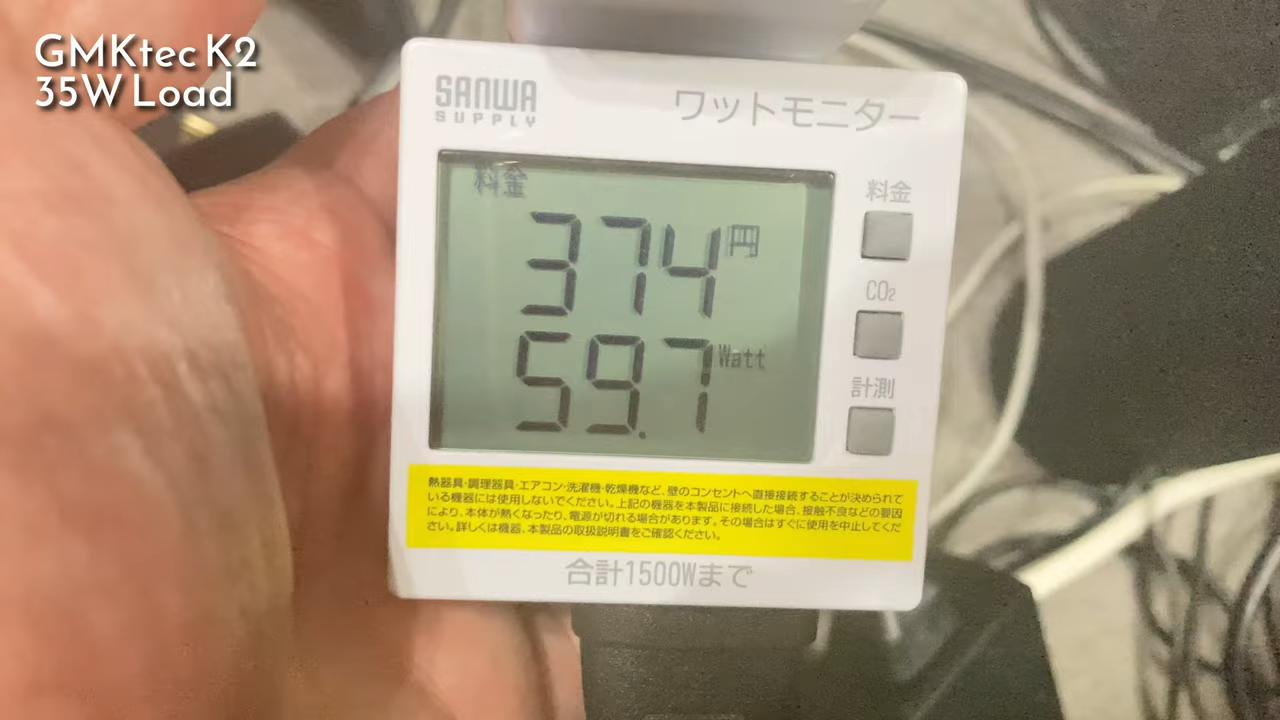 GMKtec K2
35W Load
SANWA
SUPPLY
ワットモニター
料金
料金
374円
CO₂
59.7Watt
計測
熱器具・調理器具・エアコン・洗濯機・乾燥機など、壁のコンセントへ直接接続することが決められて
いる機器には使用しないでください。上記の機器を本製品に接続した場合、接触不良などの要因
により、本体が熱くなったり、電源が切れる場合があります。その場合はすぐに使用を中止してくだ
さい。詳しくは機器、本製品の取扱説明書をご確認ください。
合計1500Wまで